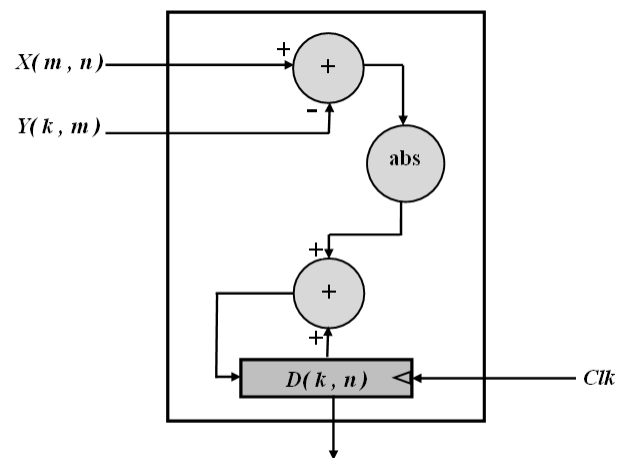 +
X( m , n )
+
-
Y( k , m )
abs
+
+
+
D( k , n )
Clk